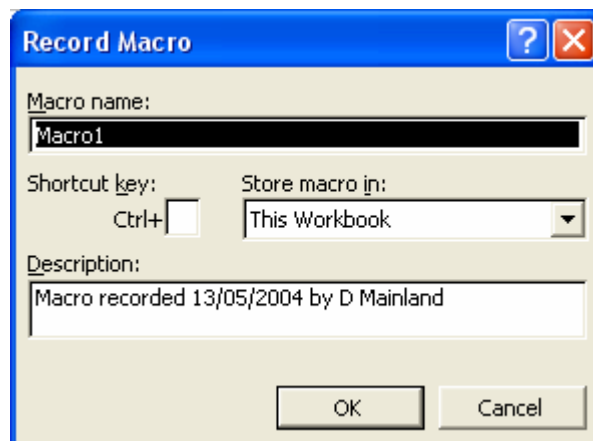 Record Macro
Macro name:
Macro1
Shortcut key:
Store macro in:
Ctrl+
This Workbook
Description:
Macro recorded 13/05/2004 by D Mainland
OK
Cancel